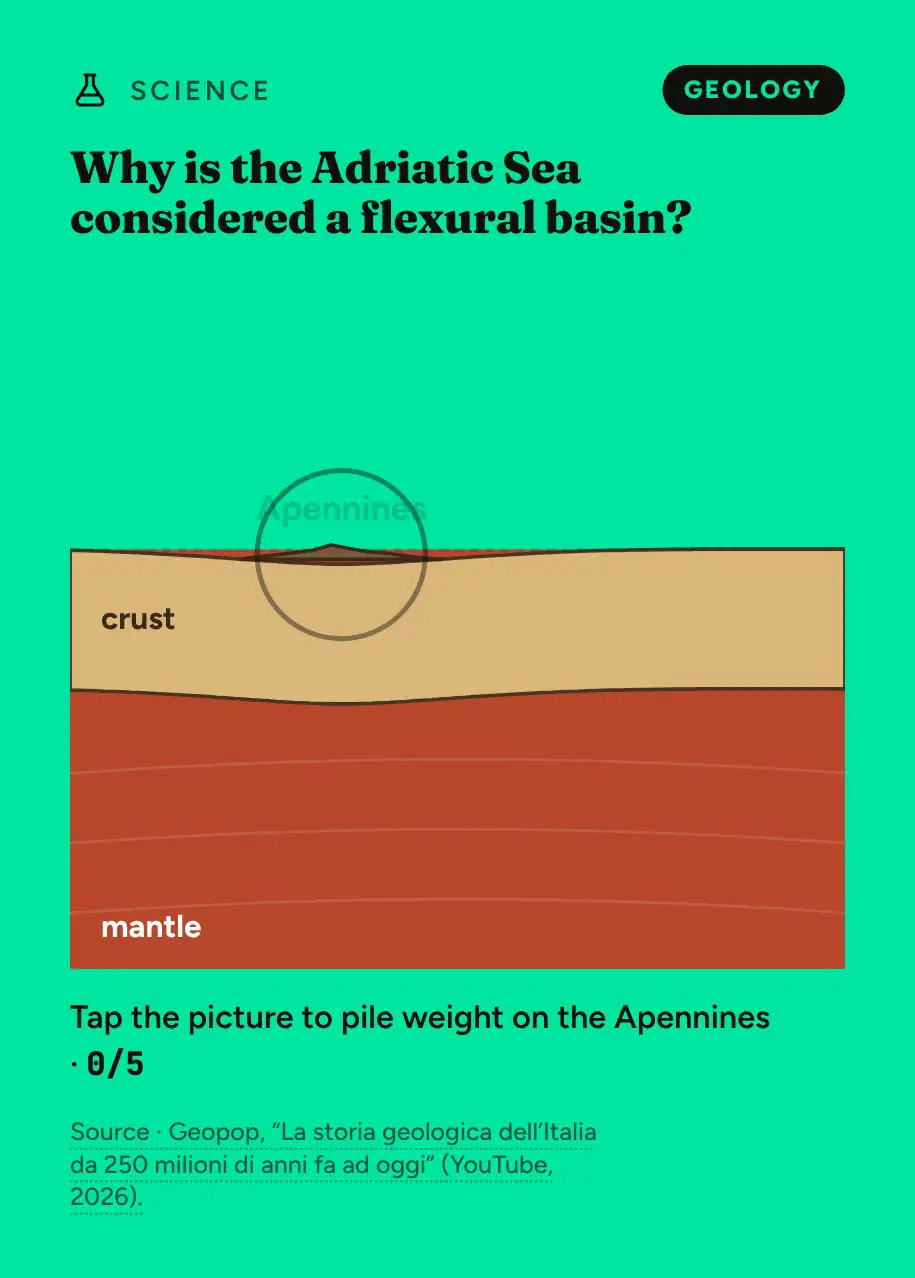 SCIENCE
GEOLOGY
Why is the Adriatic Sea
considered a flexural basin?
Apennines
crust
mantle
Tap the picture to pile weight on the Apennines
· 0/5
Source · Geopop, “La storia geologica dell’Italia
da 250 milioni di anni fa ad oggi” (YouTube,
2026).